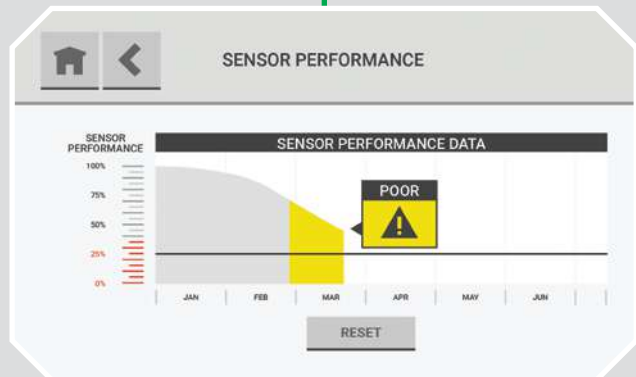 SENSOR PERFORMANCE
SENSOR
PERFORMANCE
SENSOR PERFORMANCE DATA
100%
75%
50%
25%
0%
POOR
JAN FEB MAR APR MAY JUN
RESET